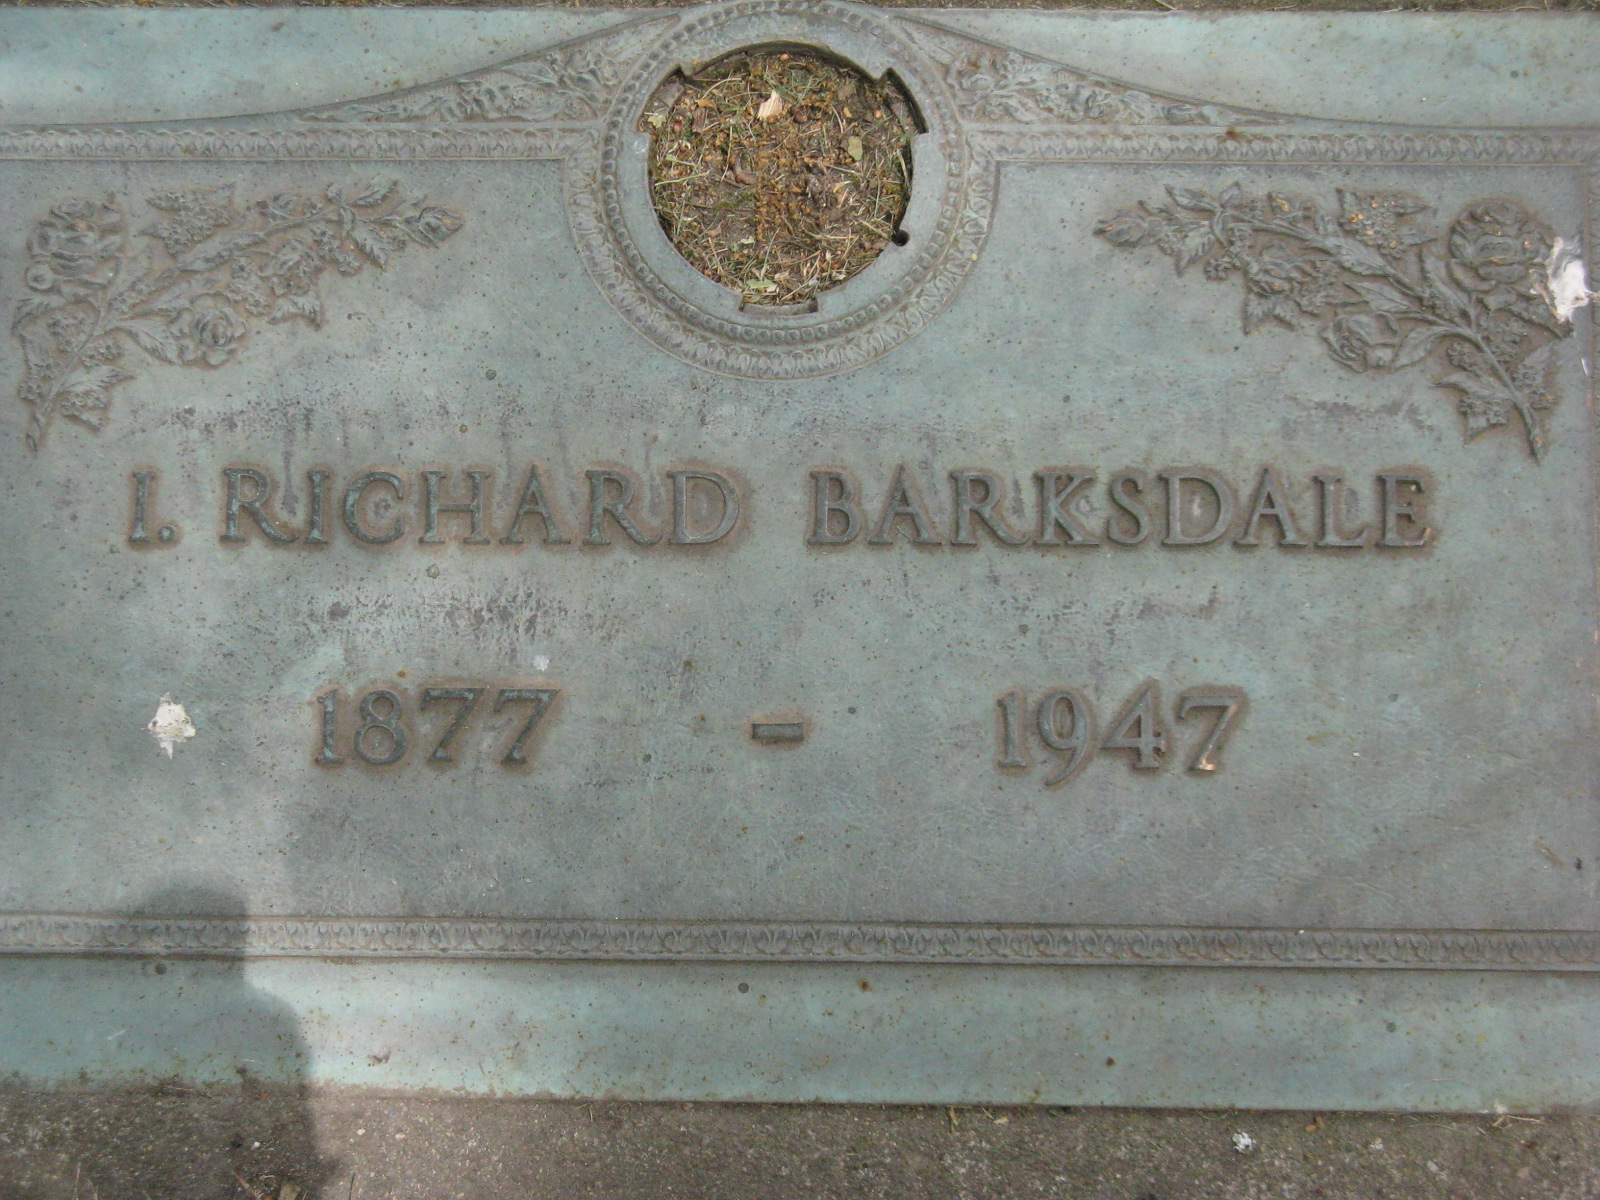 I. RICHARD BARKSDALE
1877 - 1947